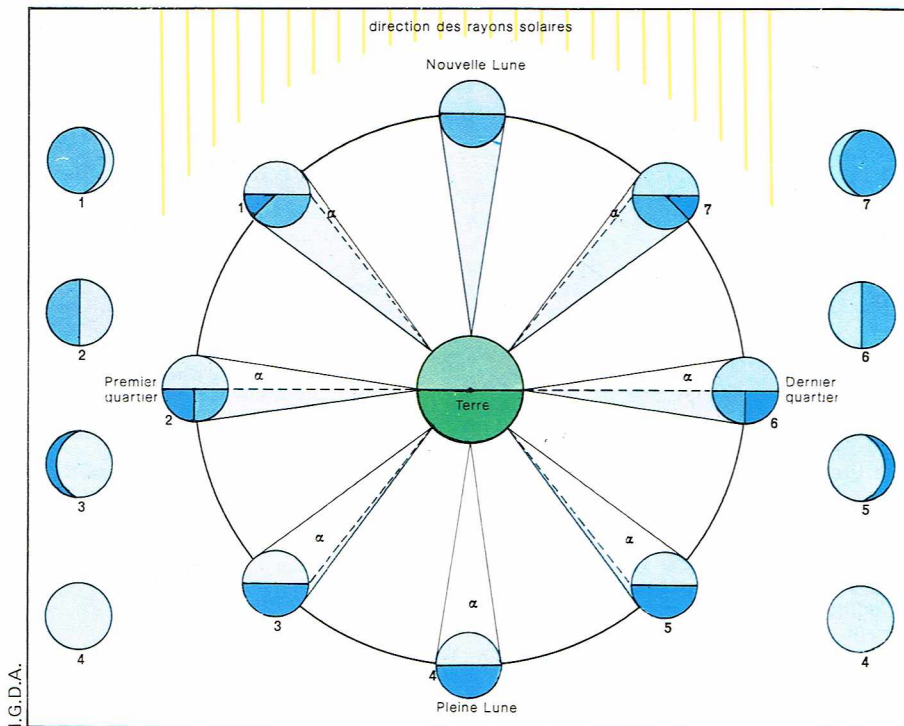 direction des rayons solaires
Nouvelle Lune
1
7
1
α
α
7
2
6
Premier
quartier
α
α
Dernier
quartier
2
Terre
6
3
5
α
α
α
3
5
4
4
4
Pleine Lune
I.G.D.A.